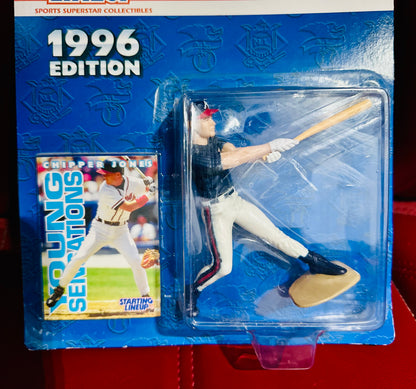 SPORTS SUPERSTAR COLLECTIBLES
1996
EDITION
CHIPPER JONES
YOUNG
SENSATIONS
STARTING
LINEUP